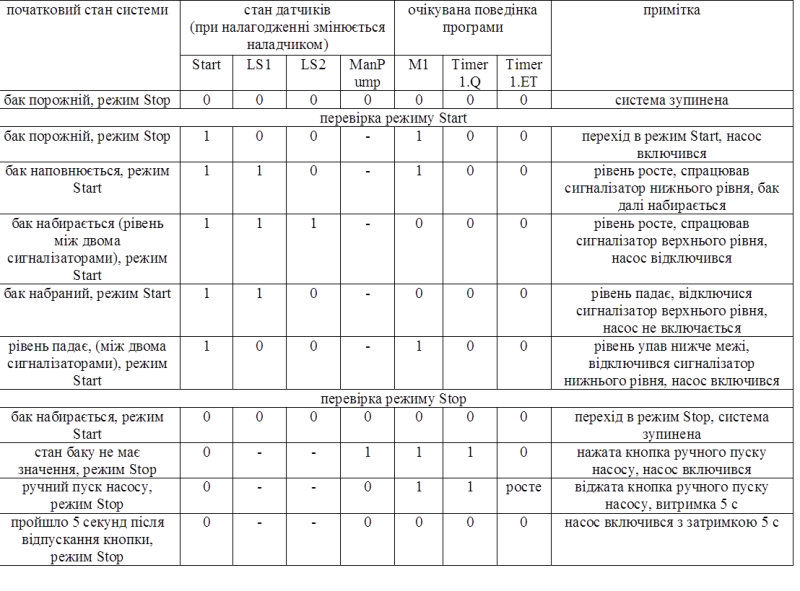 початковий стан системи
стан датчиків
(при налагодженні змінюється
наладчиком)
очікувана поведінка
програми
примітка
Start LS1 LS2 ManP
ump M1 Timer
1.Q Timer
1.ET
бак порожній, режим Stop 0 0 0 0 0 0 0 система зупинена
перевірка режиму Start
бак порожній, режим Stop 1 0 0 - 1 0 0 перехід в режим Start, насос
включився
бак наповнюється, режим 1 1 0 - 1 0 0 рівень росте, спрацював
Start сигналізатор нижнього рівня, бак
далі набирається
бак набирається (рівень 1 1 1 - 0 0 0 рівень росте, спрацював
між двома сигналізатор верхнього рівня,
сигналізаторами), режим насос відключився
Start
бак набраний, режим Start 1 1 0 - 0 0 0 рівень падає, відключися
сигналізатор верхнього рівня,
насос не включається
рівень падає, (між двома 1 0 0 - 1 0 0 рівень упав нижче межі,
сигналізаторами), режим відключився сигналізатор
Start нижнього рівня, насос включився
перевірка режиму Stop
бак набирається, режим 0 0 0 0 0 0 0 перехід в режим Stop, система
Start зупинена
стан баку не має 0 - - 1 1 1 0 нажата кнопка ручного пуску
значення, режим Stop насосу, насос включився
ручний пуск насосу, 0 - - 0 1 1 росте віджата кнопка ручного пуску
режим Stop насосу, витримка 5 с
пройшло 5 секунд після 0 - - 0 0 0 0 насос включився з затримкою 5 с
відпускання кнопки,
режим Stop